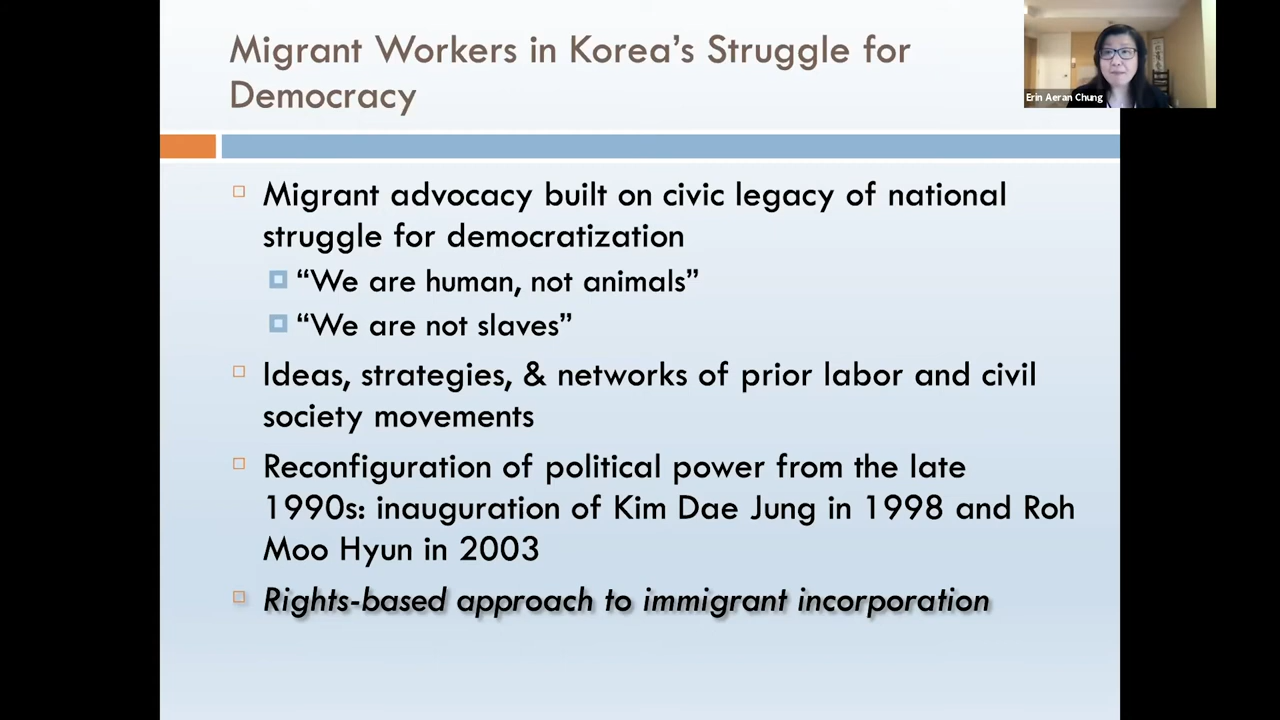 Migrant Workers in Korea’s Struggle for
Democracy
Erin Aeran Chung
Migrant advocacy built on civic legacy of national
struggle for democratization
“We are human, not animals”
“We are not slaves”
Ideas, strategies, & networks of prior labor and civil
society movements
Reconfiguration of political power from the late
1990s: inauguration of Kim Dae Jung in 1998 and Roh
Moo Hyun in 2003
Rights-based approach to immigrant incorporation